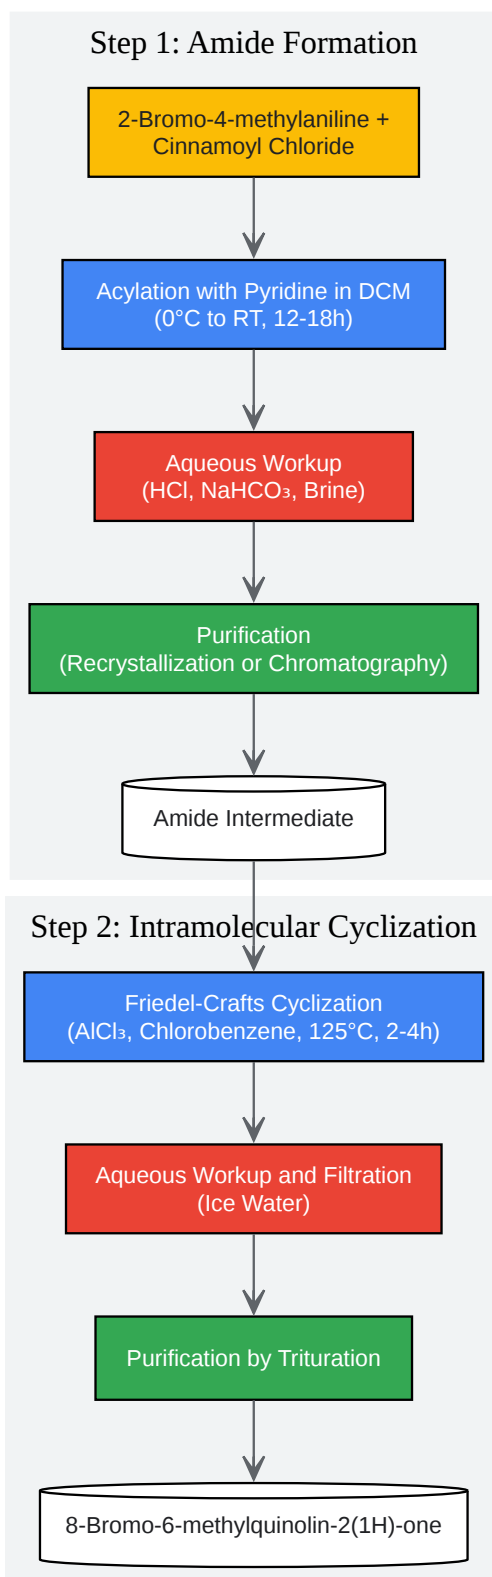 Step 1: Amide Formation
2-Bromo-4-methylaniline +
Cinnamoyl Chloride
Acylation with Pyridine in DCM
(0°C to RT, 12-18h)
Aqueous Workup
(HCl, NaHCO₃, Brine)
Purification
(Recrystallization or Chromatography)
Amide Intermediate
Step 2: Intramolecular Cyclization
Friedel-Crafts Cyclization
(AlCl₃, Chlorobenzene, 125°C, 2-4h)
Aqueous Workup and Filtration
(Ice Water)
Purification by Trituration
8-Bromo-6-methylquinolin-2(1H)-one